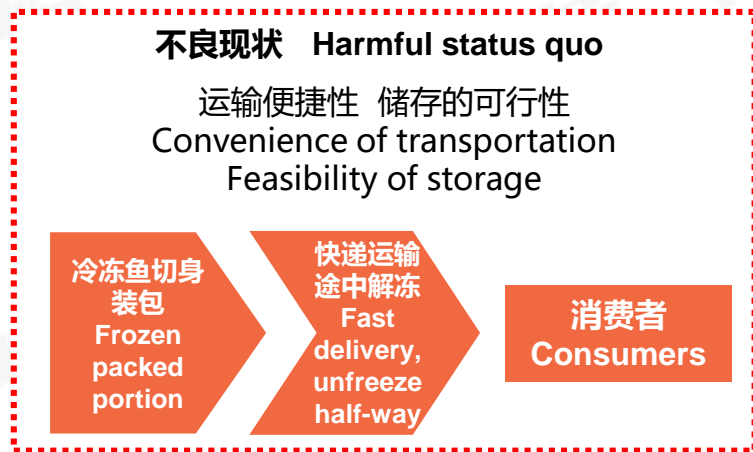 不良现状 Harmful status quo
运输便捷性 储存的可行性
Convenience of transportation
Feasibility of storage
冷冻鱼切身
装包
Frozen
packed
portion
快递运输
途中解冻
Fast
delivery,
unfreeze
half-way
消费者
Consumers